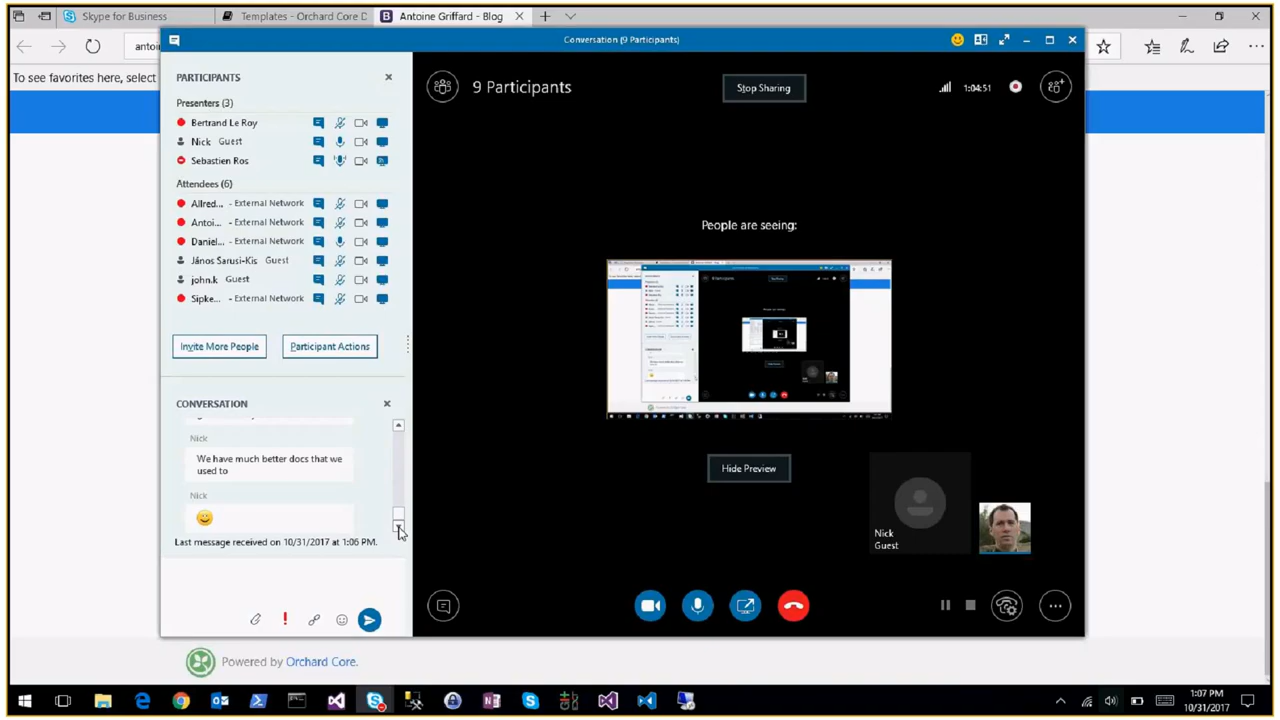 Skype for Business
Templates - Orchard Core D
Antoine Griffard - Blog
antoi
To see favorites here, select
Conversation (9 Participants)
PARTICIPANTS
Presenters (3)
Bertrand Le Roy
Nick Guest
Sebastien Ros
Attendees (6)
Allred... - External Network
Antoi... - External Network
Daniel... - External Network
János Sarusi-Kis Guest
john.k Guest
Sipke... - External Network
Invite More People
Participant Actions
CONVERSATION
Nick
We have much better docs that we
used to
Nick
Last message received on 10/31/2017 at 1:06 PM.
9 Participants
Stop Sharing
1:04:51
People are seeing:
Hide Preview
Nick
Guest
Powered by Orchard Core.
1:07 PM
10/31/2017